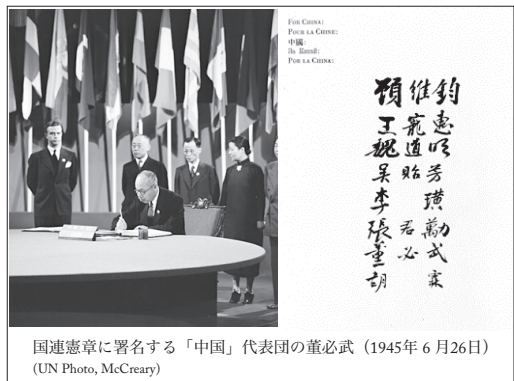 FOR CHINA:
POUR LA CHINE:
中國:
За Китай:
POR LA CHINA:
顧維鈞
王寵惠
魏道明
吳貽芳
李璜
張君勱
董必武
胡霖
国連憲章に署名する「中国」代表団の董必武（1945年 6 月26日）
(UN Photo, McCreary)